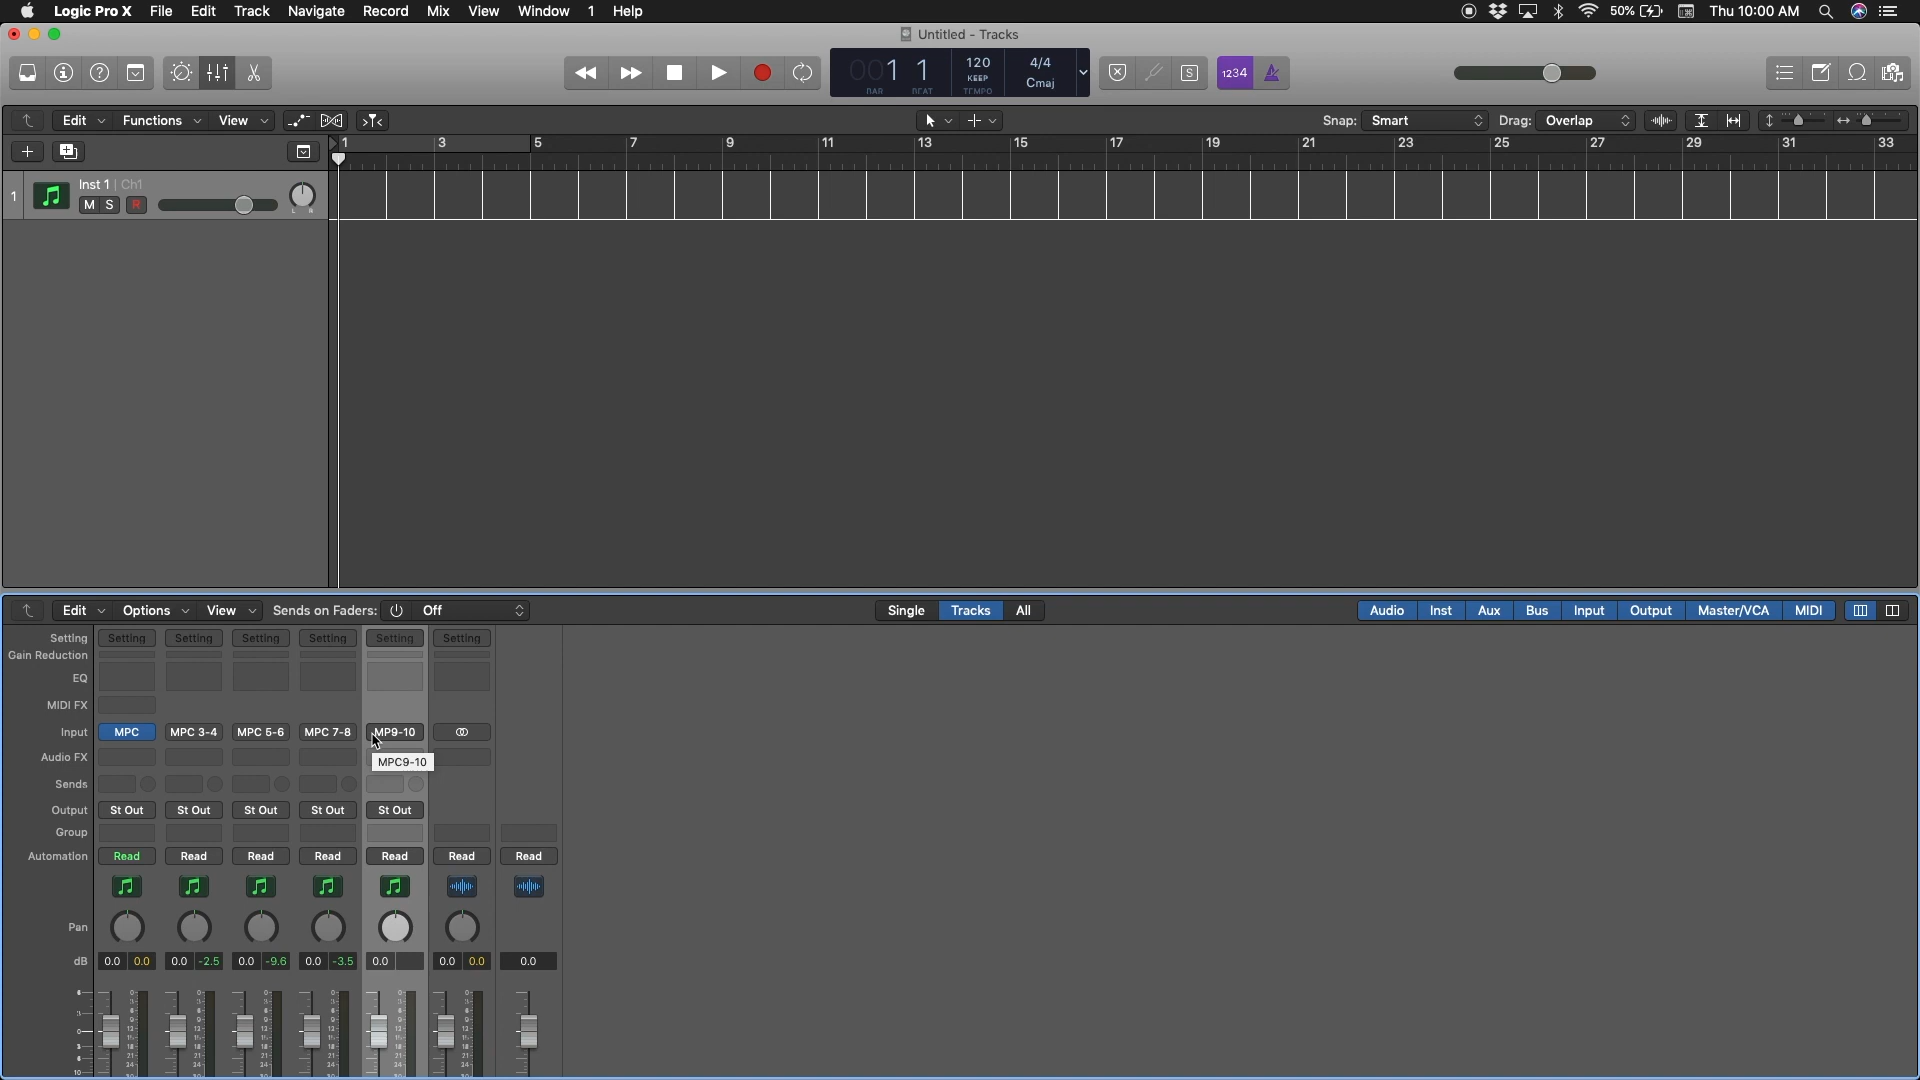 Logic Pro X File Edit Track Navigate Record Mix View Window 1 Help 50% Thu 10:00 AM
Untitled - Tracks
001 1 120 KEEP TEMPO 4/4 Cmaj BAR BEAT
S 1234
Edit Functions View Snap: Smart Drag: Overlap
1 3 5 7 9 11 13 15 17 19 21 23 25 27 29 31 33
1 Inst 1 | Ch1
M S R L R
Edit Options View Sends on Faders: Off Single Tracks All Audio Inst Aux Bus Input Output Master/VCA MIDI
Setting Setting Setting Setting Setting Setting Setting
Gain Reduction
EQ
MIDI FX
Input MPC MPC 3-4 MPC 5-6 MPC 7-8 MP9-10
Audio FX MPC9-10
Sends
Output St Out St Out St Out St Out St Out
Group
Automation Read Read Read Read Read Read Read
Pan
dB 0.0 0.0 0.0 -2.5 0.0 -9.6 0.0 -3.5 0.0 0.0 0.0 0.0